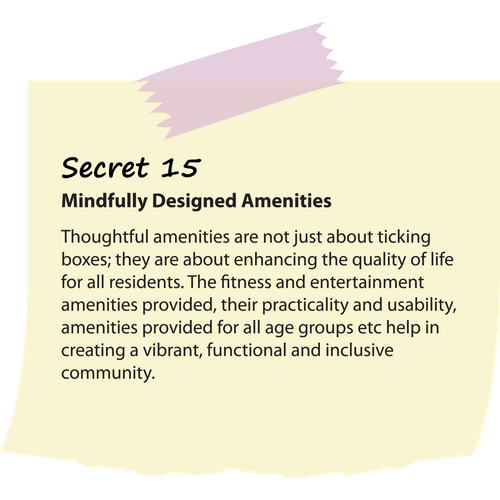 Secret 15
Mindfully Designed Amenities
Thoughtful amenities are not just about ticking
boxes; they are about enhancing the quality of life
for all residents. The fitness and entertainment
amenities provided, their practicality and usability,
amenities provided for all age groups etc help in
creating a vibrant, functional and inclusive
community.